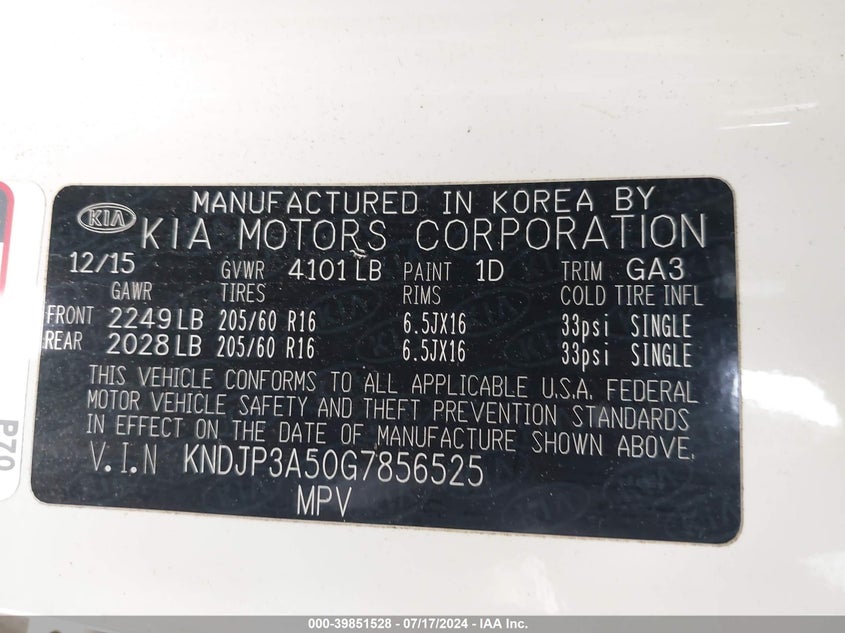 MANUFACTURED IN KOREA BY
KIA KIA MOTORS CORPORATION
12/15 GVWR 4101 LB PAINT 1D TRIM GA3
GAWR TIRES RIMS COLD TIRE INFL
FRONT 2249 LB 205/60 R16 6.5JX16 33psi SINGLE
REAR 2028 LB 205/60 R16 6.5JX16 33psi SINGLE
THIS VEHICLE CONFORMS TO ALL APPLICABLE U.S.A. FEDERAL
MOTOR VEHICLE SAFETY AND THEFT PREVENTION STANDARDS
IN EFFECT ON THE DATE OF MANUFACTURE SHOWN ABOVE.
V.I.N KNDJP3A50G7856525
MPV
P70
000-39851528 - 07/17/2024 - IAA Inc.